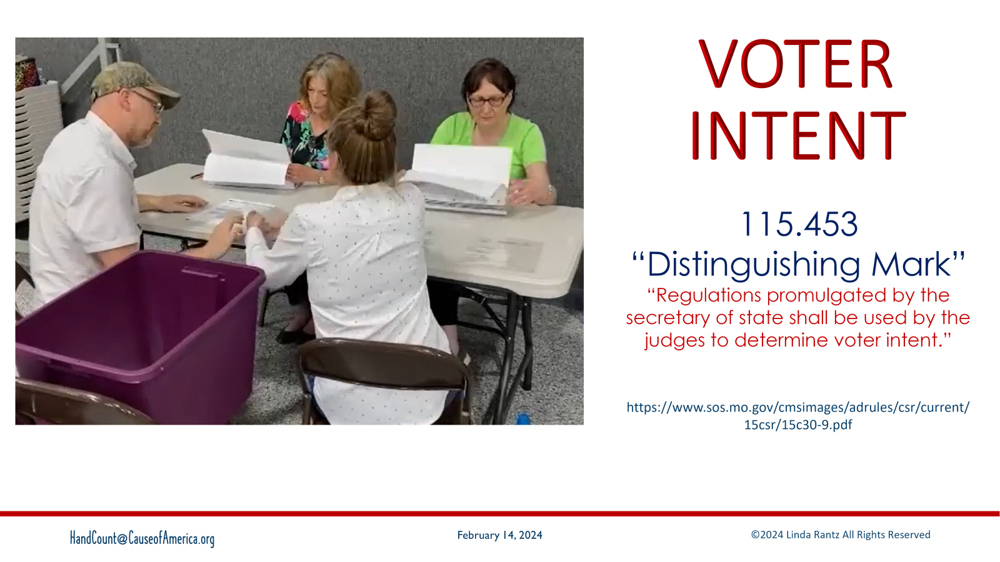 VOTER
INTENT
115.453
“Distinguishing Mark”
“Regulations promulgated by the
secretary of state shall be used by the
judges to determine voter intent.”
https://www.sos.mo.gov/cmsimages/adrules/csr/current/
15csr/15c30-9.pdf
HandCount@CauseofAmerica.org
February 14, 2024
©2024 Linda Rantz All Rights Reserved